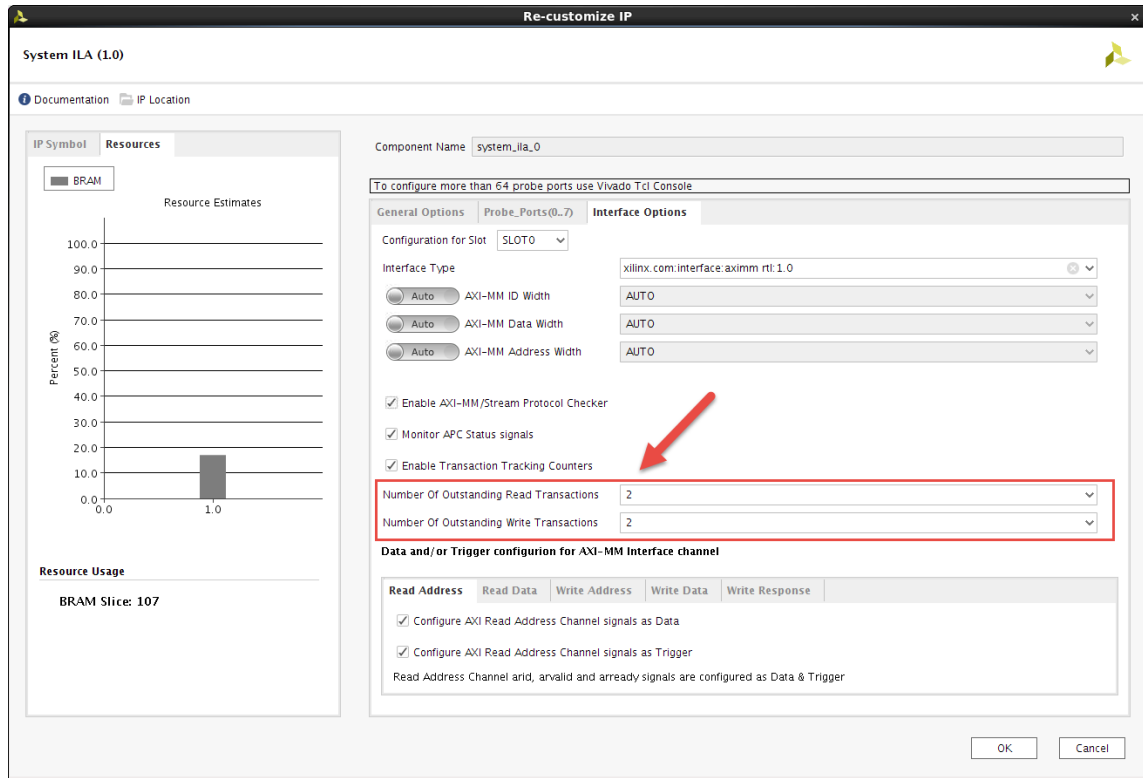 Re-customize IP
×
System ILA (1.0)
Documentation IP Location
IP Symbol Resources
BRAM
Resource Estimates
100.0
90.0
80.0
70.0
60.0
50.0
40.0
30.0
20.0
10.0
0.0
Percent (%)
0.0 1.0
Resource Usage
BRAM Slice: 107
Component Name system_ila_0
To configure more than 64 probe ports use Vivado Tcl Console
General Options Probe_Ports(0..7) Interface Options
Configuration for Slot SLOT0
Interface Type xilinx.com:interface:aximm rtl:1.0
Auto AXI-MM ID Width AUTO
Auto AXI-MM Data Width AUTO
Auto AXI-MM Address Width AUTO
Enable AXI-MM/Stream Protocol Checker
Monitor APC Status signals
Enable Transaction Tracking Counters
Number Of Outstanding Read Transactions 2
Number Of Outstanding Write Transactions 2
Data and/or Trigger configurion for AXI-MM Interface channel
Read Address Read Data Write Address Write Data Write Response
Configure AXI Read Address Channel signals as Data
Configure AXI Read Address Channel signals as Trigger
Read Address Channel arid, arvalid and arready signals are configured as Data & Trigger
OK Cancel